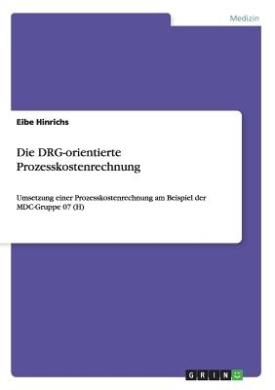 Medizin
Eibe Hinrichs
Die DRG-orientierte
Prozesskostenrechnung
Umsetzung einer Prozesskostenrechnung am Beispiel der
MDC-Gruppe 07 (H)
GRIN